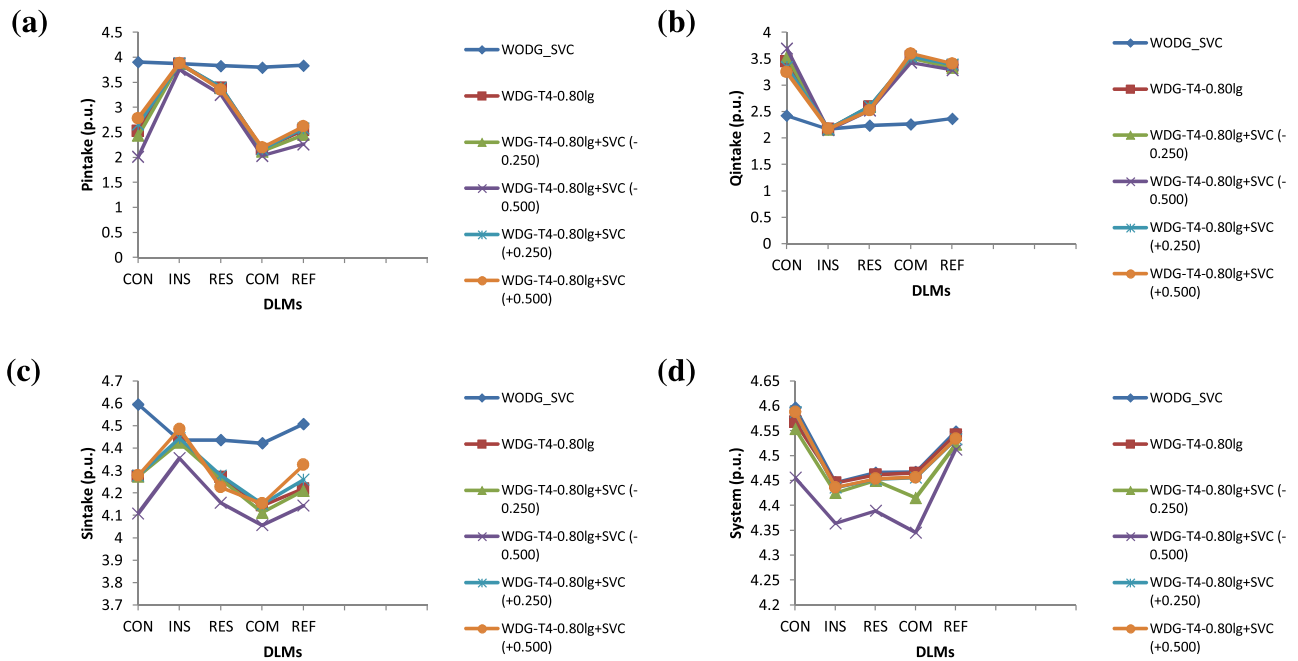 (a)
4.5
4
3.5
3
2.5
2
1.5
1
0.5
0
Pintake (p.u.)
CON INS RES COM REF
DLMs
WODG_SVC
WDG-T4-0.80lg
WDG-T4-0.80lg+SVC (-
0.250)
WDG-T4-0.80lg+SVC (-
0.500)
WDG-T4-0.80lg+SVC
(+0.250)
WDG-T4-0.80lg+SVC
(+0.500)
(b)
4
3.5
3
2.5
2
1.5
1
0.5
0
Qintake (p.u.)
CON INS RES COM REF
DLMs
WODG_SVC
WDG-T4-0.80lg
WDG-T4-0.80lg+SVC (-
0.250)
WDG-T4-0.80lg+SVC (-
0.500)
WDG-T4-0.80lg+SVC
(+0.250)
WDG-T4-0.80lg+SVC
(+0.500)
(c)
4.7
4.6
4.5
4.4
4.3
4.2
4.1
4
3.9
3.8
3.7
Sintake (p.u.)
CON INS RES COM REF
DLMs
WODG_SVC
WDG-T4-0.80lg
WDG-T4-0.80lg+SVC (-
0.250)
WDG-T4-0.80lg+SVC (-
0.500)
WDG-T4-0.80lg+SVC
(+0.250)
WDG-T4-0.80lg+SVC
(+0.500)
(d)
4.65
4.6
4.55
4.5
4.45
4.4
4.35
4.3
4.25
4.2
System (p.u.)
CON INS RES COM REF
DLMs
WODG_SVC
WDG-T4-0.80lg
WDG-T4-0.80lg+SVC (-
0.250)
WDG-T4-0.80lg+SVC (-
0.500)
WDG-T4-0.80lg+SVC
(+0.250)
WDG-T4-0.80lg+SVC
(+0.500)